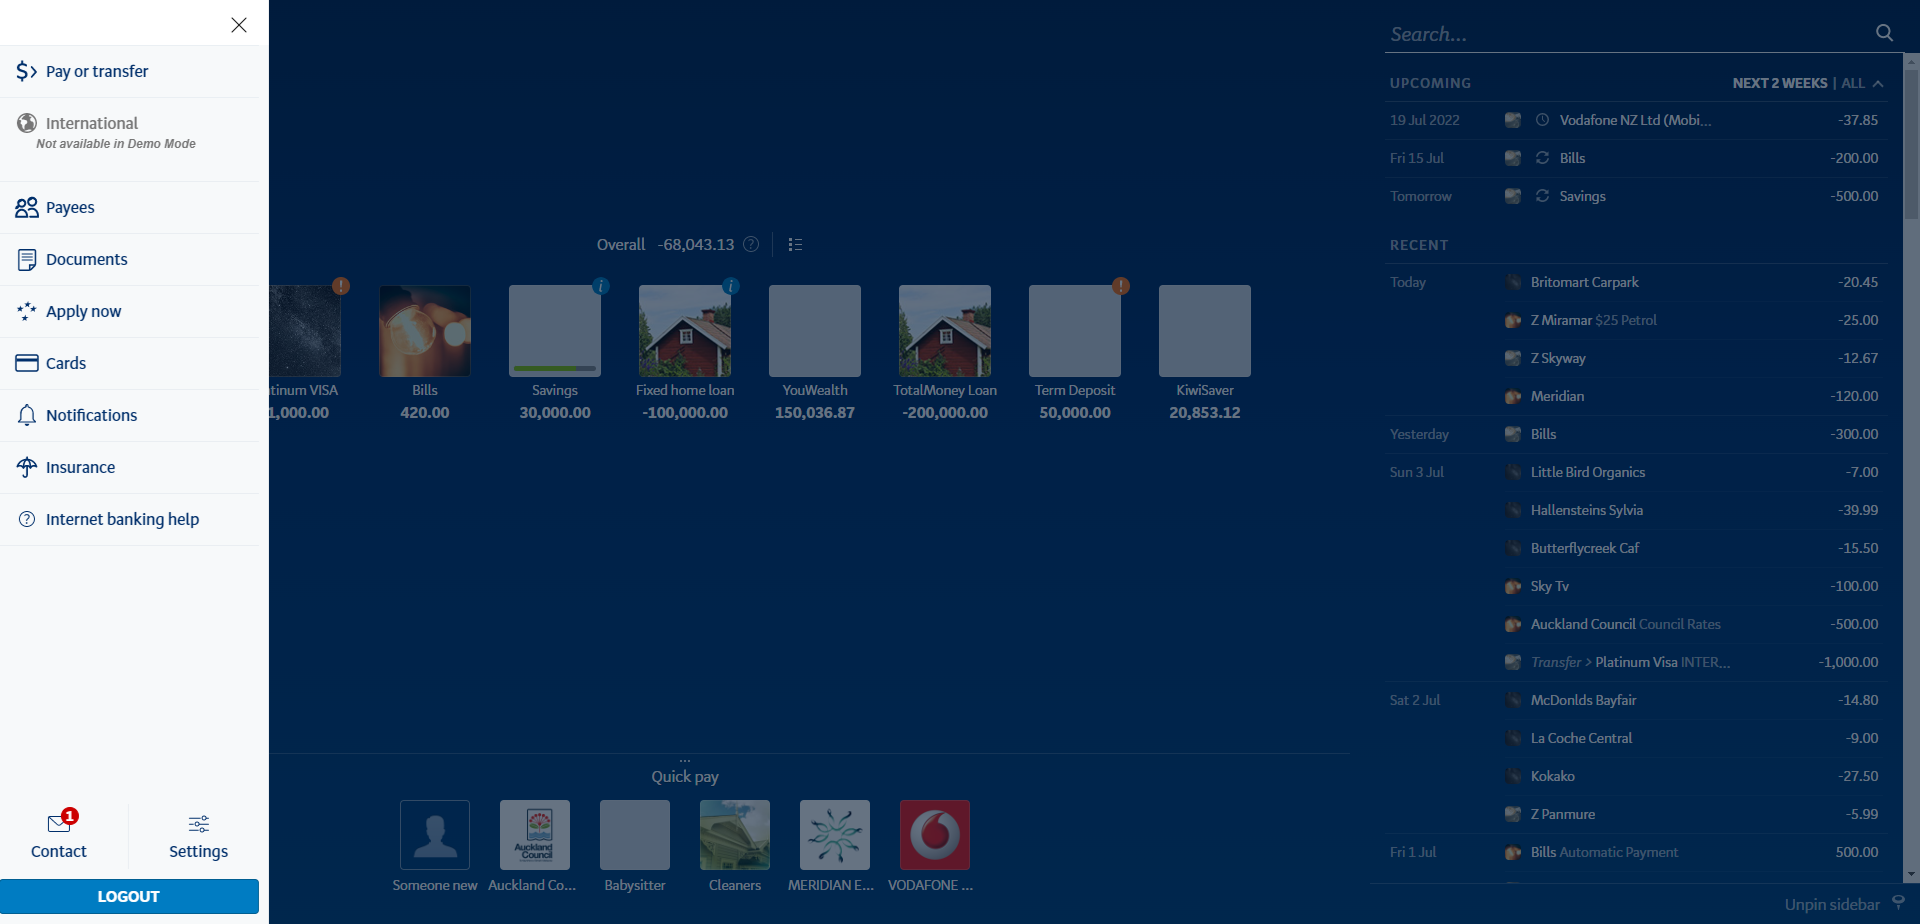 Pay or transfer
International
Not available in Demo Mode
Payees
Documents
Apply now
Cards
Notifications
Insurance
Internet banking help
1
Contact
Settings
LOGOUT
Overall -68,043.13 ?
tinum VISA
1,000.00
Bills
420.00
Savings
30,000.00
Fixed home loan
-100,000.00
YouWealth
150,036.87
TotalMoney Loan
-200,000.00
Term Deposit
50,000.00
KiwiSaver
20,853.12
...
Quick pay
Auckland
Council
Someone new
Auckland Co...
Babysitter
Cleaners
MERIDIAN E...
VODAFONE ...
Search...
UPCOMING NEXT 2 WEEKS | ALL
19 Jul 2022 Vodafone NZ Ltd (Mobi... -37.85
Fri 15 Jul Bills -200.00
Tomorrow Savings -500.00
RECENT
Today Britomart Carpark -20.45
Z Miramar $25 Petrol -25.00
Z Skyway -12.67
Meridian -120.00
Yesterday Bills -300.00
Sun 3 Jul Little Bird Organics -7.00
Hallensteins Sylvia -39.99
Butterflycreek Caf -15.50
Sky Tv -100.00
Auckland Council Council Rates -500.00
Transfer > Platinum Visa INTER... -1,000.00
Sat 2 Jul McDonlds Bayfair -14.80
La Coche Central -9.00
Kokako -27.50
Z Panmure -5.99
Fri 1 Jul Bills Automatic Payment 500.00
Unpin sidebar